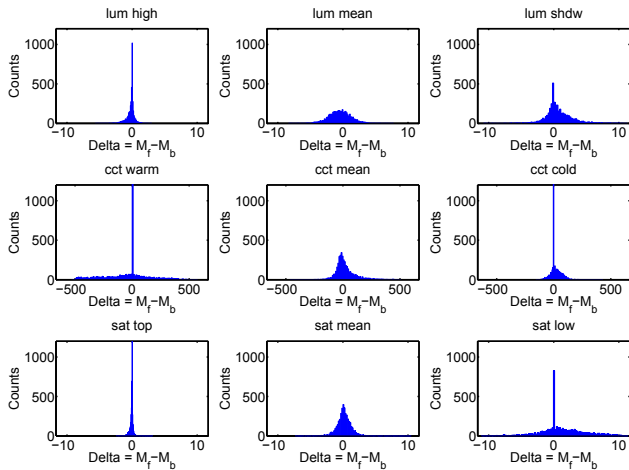 lum high
lum mean
lum shdw
Counts
1000
500
0
−10 0 10
Delta = M_f−M_b
Counts
1000
500
0
−10 0 10
Delta = M_f−M_b
Counts
1000
500
0
−10 0 10
Delta = M_f−M_b
cct warm
cct mean
cct cold
Counts
1000
500
0
−500 0 500
Delta = M_f−M_b
Counts
1000
500
0
−500 0 500
Delta = M_f−M_b
Counts
1000
500
0
−500 0 500
Delta = M_f−M_b
sat top
sat mean
sat low
Counts
1000
500
0
−10 0 10
Delta = M_f−M_b
Counts
1000
500
0
−10 0 10
Delta = M_f−M_b
Counts
1000
500
0
−10 0 10
Delta = M_f−M_b